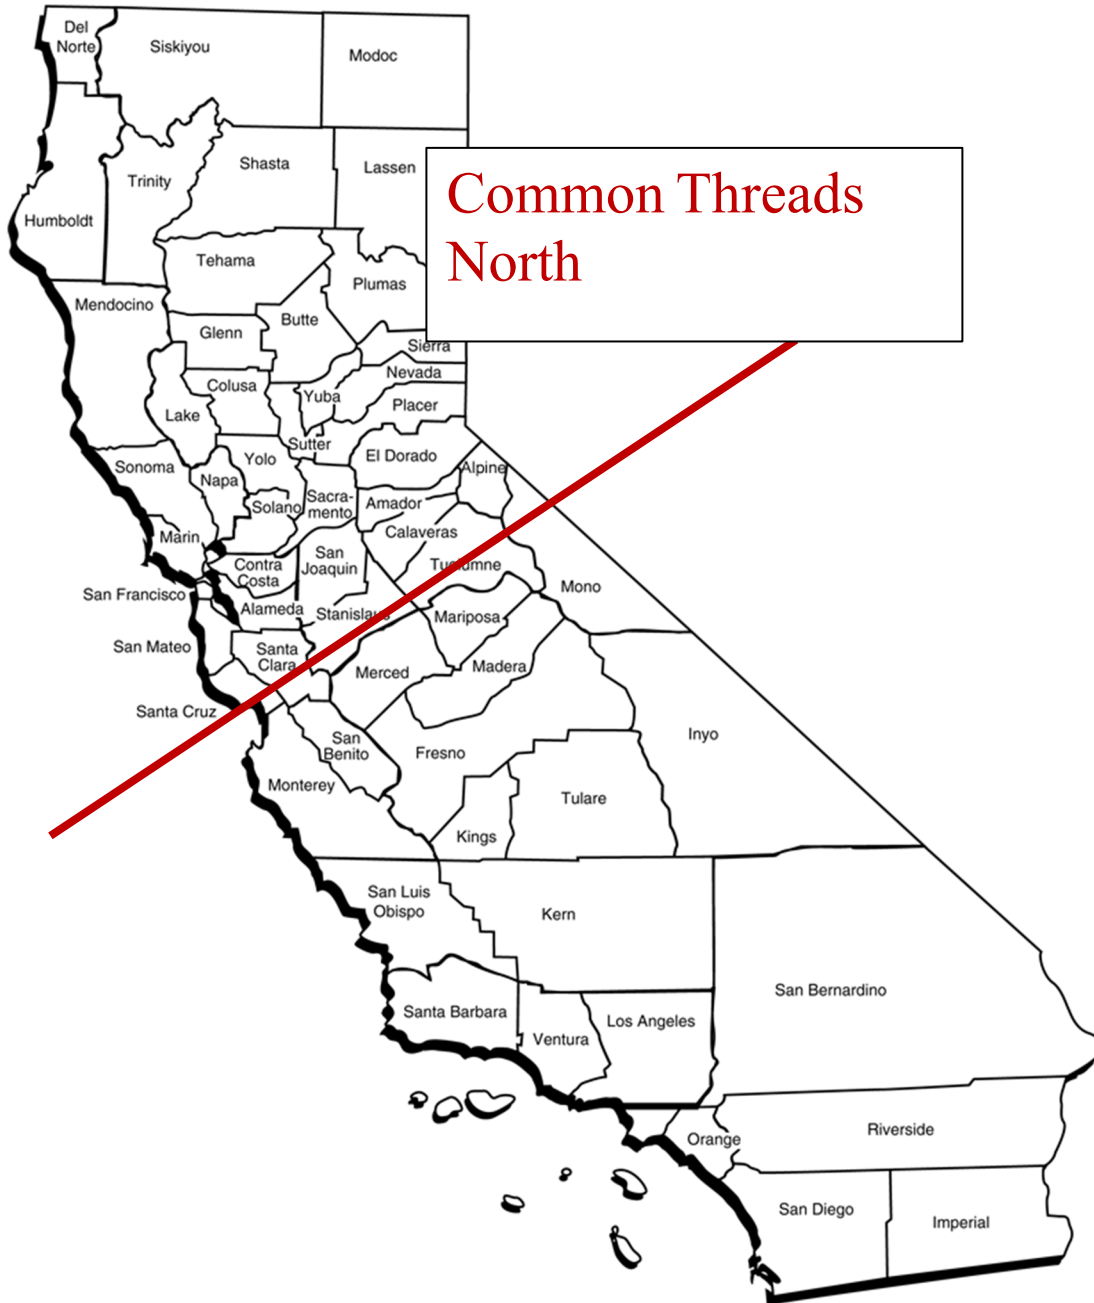 Del
Norte
Siskiyou
Modoc
Shasta
Lassen
Trinity
Humboldt
Common Threads
North
Tehama
Plumas
Mendocino
Butte
Glenn
Sierra
Nevada
Colusa
Yuba
Placer
Lake
Sutter
El Dorado
Yolo
Sonoma
Alpine
Napa
Sacra-
mento
Amador
Solano
Calaveras
Marin
San
Joaquin
Contra
Costa
Tuolumne
Mono
San Francisco
Alameda
Stanislaus
Mariposa
San Mateo
Santa
Clara
Merced
Madera
Santa Cruz
San
Benito
Fresno
Inyo
Monterey
Tulare
Kings
San Luis
Obispo
Kern
San Bernardino
Santa Barbara
Los Angeles
Ventura
Riverside
Orange
San Diego
Imperial